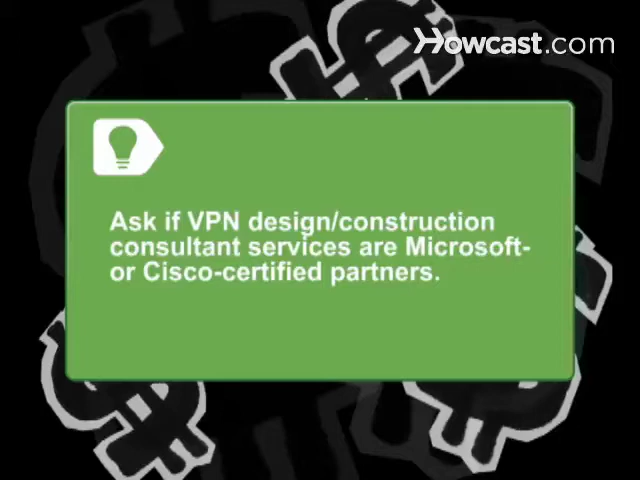 Howcast.com
Ask if VPN design/construction
consultant services are Microsoft-
or Cisco-certified partners.